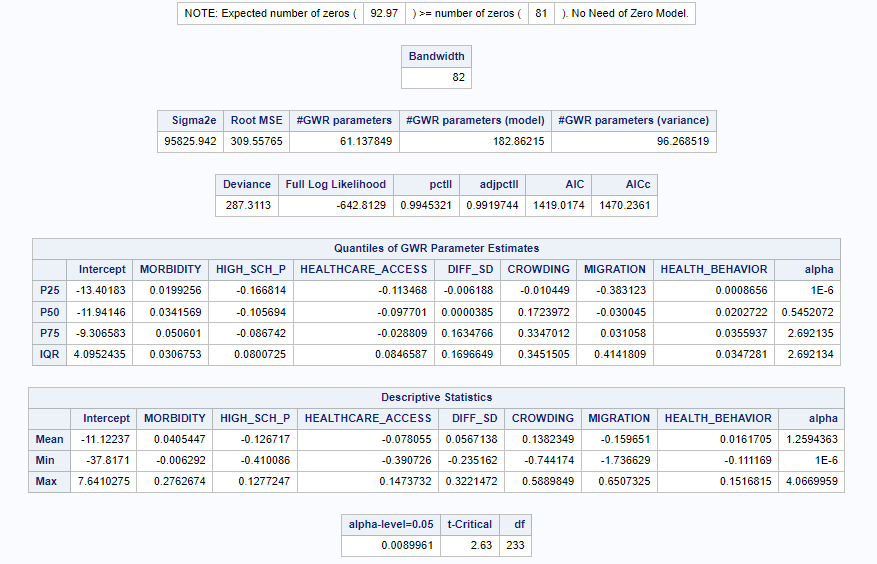 NOTE: Expected number of zeros ( 92.97 ) >= number of zeros ( 81 ). No Need of Zero Model.
Bandwidth
82
Sigma2e Root MSE #GWR parameters #GWR parameters (model) #GWR parameters (variance)
95825.942 309.55765 61.137849 182.86215 96.268519
Deviance Full Log Likelihood pctll adjpctll AIC AICc
287.3113 -642.8129 0.9945321 0.9919744 1419.0174 1470.2361
Quantiles of GWR Parameter Estimates
Intercept MORBIDITY HIGH_SCH_P HEALTHCARE_ACCESS DIFF_SD CROWDING MIGRATION HEALTH_BEHAVIOR alpha
P25 -13.40183 0.0199256 -0.166814 -0.113468 -0.006188 -0.010449 -0.383123 0.0008656 1E-6
P50 -11.94146 0.0341569 -0.105694 -0.097701 0.0000385 0.1723972 -0.030045 0.0202722 0.5452072
P75 -9.306583 0.050601 -0.086742 -0.028809 0.1634766 0.3347012 0.031058 0.0355937 2.692135
IQR 4.0952435 0.0306753 0.0800725 0.0846587 0.1696649 0.3451505 0.4141809 0.0347281 2.692134
Descriptive Statistics
Intercept MORBIDITY HIGH_SCH_P HEALTHCARE_ACCESS DIFF_SD CROWDING MIGRATION HEALTH_BEHAVIOR alpha
Mean -11.12237 0.0405447 -0.126717 -0.078055 0.0567138 0.1382349 -0.159651 0.0161705 1.2594363
Min -37.8171 -0.006292 -0.410086 -0.390726 -0.235162 -0.744174 -1.736629 -0.111169 1E-6
Max 7.6410275 0.2762674 0.1277247 0.1473732 0.3221472 0.5889849 0.6507325 0.1516815 4.0669959
alpha-level=0.05 t-Critical df
0.0089961 2.63 233